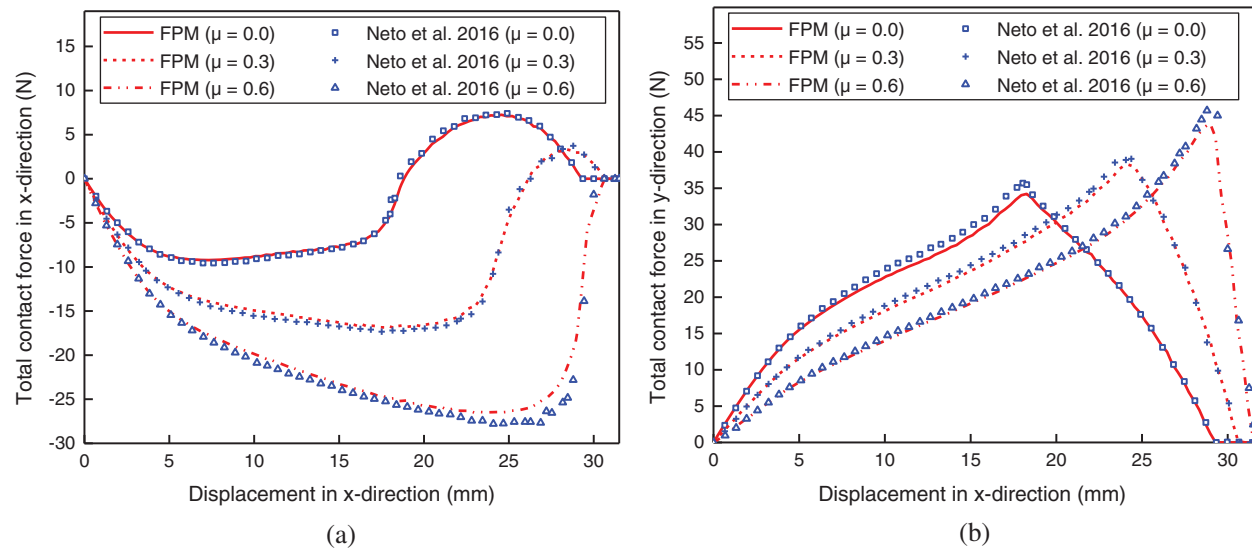 FPM (μ = 0.0) Neto et al. 2016 (μ = 0.0)
FPM (μ = 0.3) Neto et al. 2016 (μ = 0.3)
FPM (μ = 0.6) Neto et al. 2016 (μ = 0.6)
Total contact force in x-direction (N)
15
10
5
0
-5
-10
-15
-20
-25
-30
0 5 10 15 20 25 30
Displacement in x-direction (mm)
(a)
FPM (μ = 0.0) Neto et al. 2016 (μ = 0.0)
FPM (μ = 0.3) Neto et al. 2016 (μ = 0.3)
FPM (μ = 0.6) Neto et al. 2016 (μ = 0.6)
Total contact force in y-direction (N)
55
50
45
40
35
30
25
20
15
10
5
0
0 5 10 15 20 25 30
Displacement in x-direction (mm)
(b)